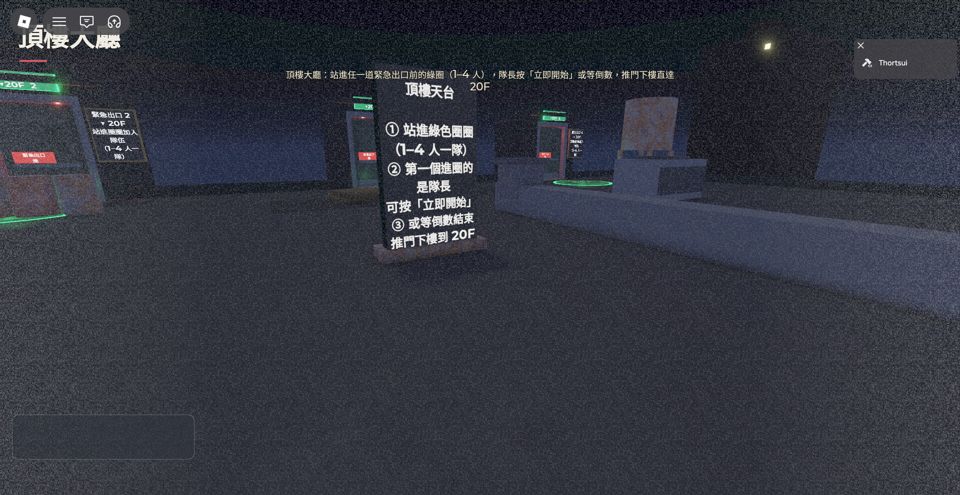 頂樓大廳
頂樓大廳：站進任一道緊急出口前的綠圈（1–4 人），隊長按「立即開始」或等倒數，推門下樓直達
20F
Thortsui
20F 2
緊急出口 2
▼ 20F
站進圈圈加入
隊伍
（1–4 人一
隊）
頂樓天台
① 站進綠色圈圈
（1–4 人一隊）
② 第一個進圈的
是隊長
可按「立即開始」
③ 或等倒數結束
推門下樓到 20F